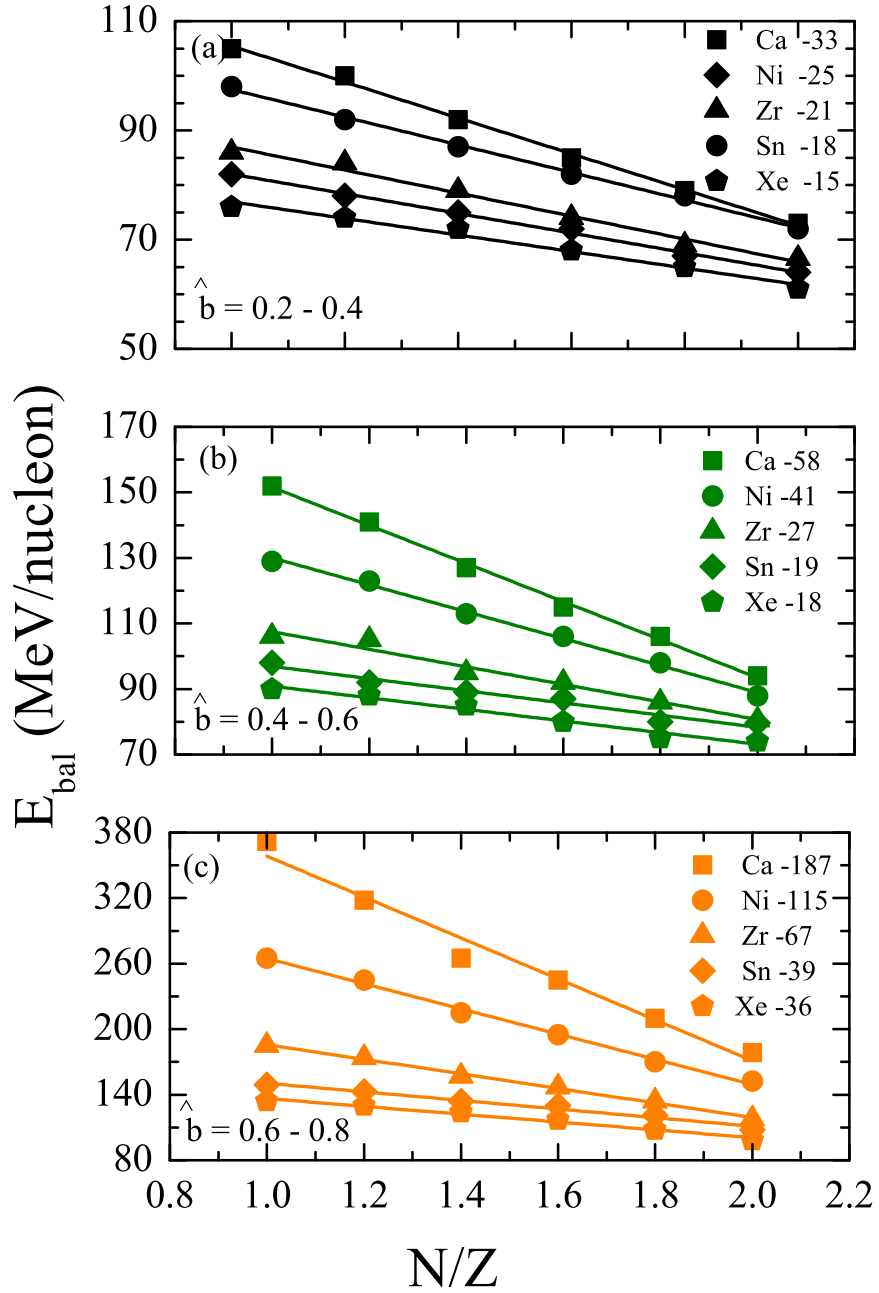 E_bal (MeV/nucleon)
110
90
70
50
(a)
Ca -33
Ni -25
Zr -21
Sn -18
Xe -15
b̂ = 0.2 - 0.4
170
150
130
110
90
70
(b)
Ca -58
Ni -41
Zr -27
Sn -19
Xe -18
b̂ = 0.4 - 0.6
380
320
260
200
140
80
(c)
Ca -187
Ni -115
Zr -67
Sn -39
Xe -36
b̂ = 0.6 - 0.8
0.8 1.0 1.2 1.4 1.6 1.8 2.0 2.2
N/Z